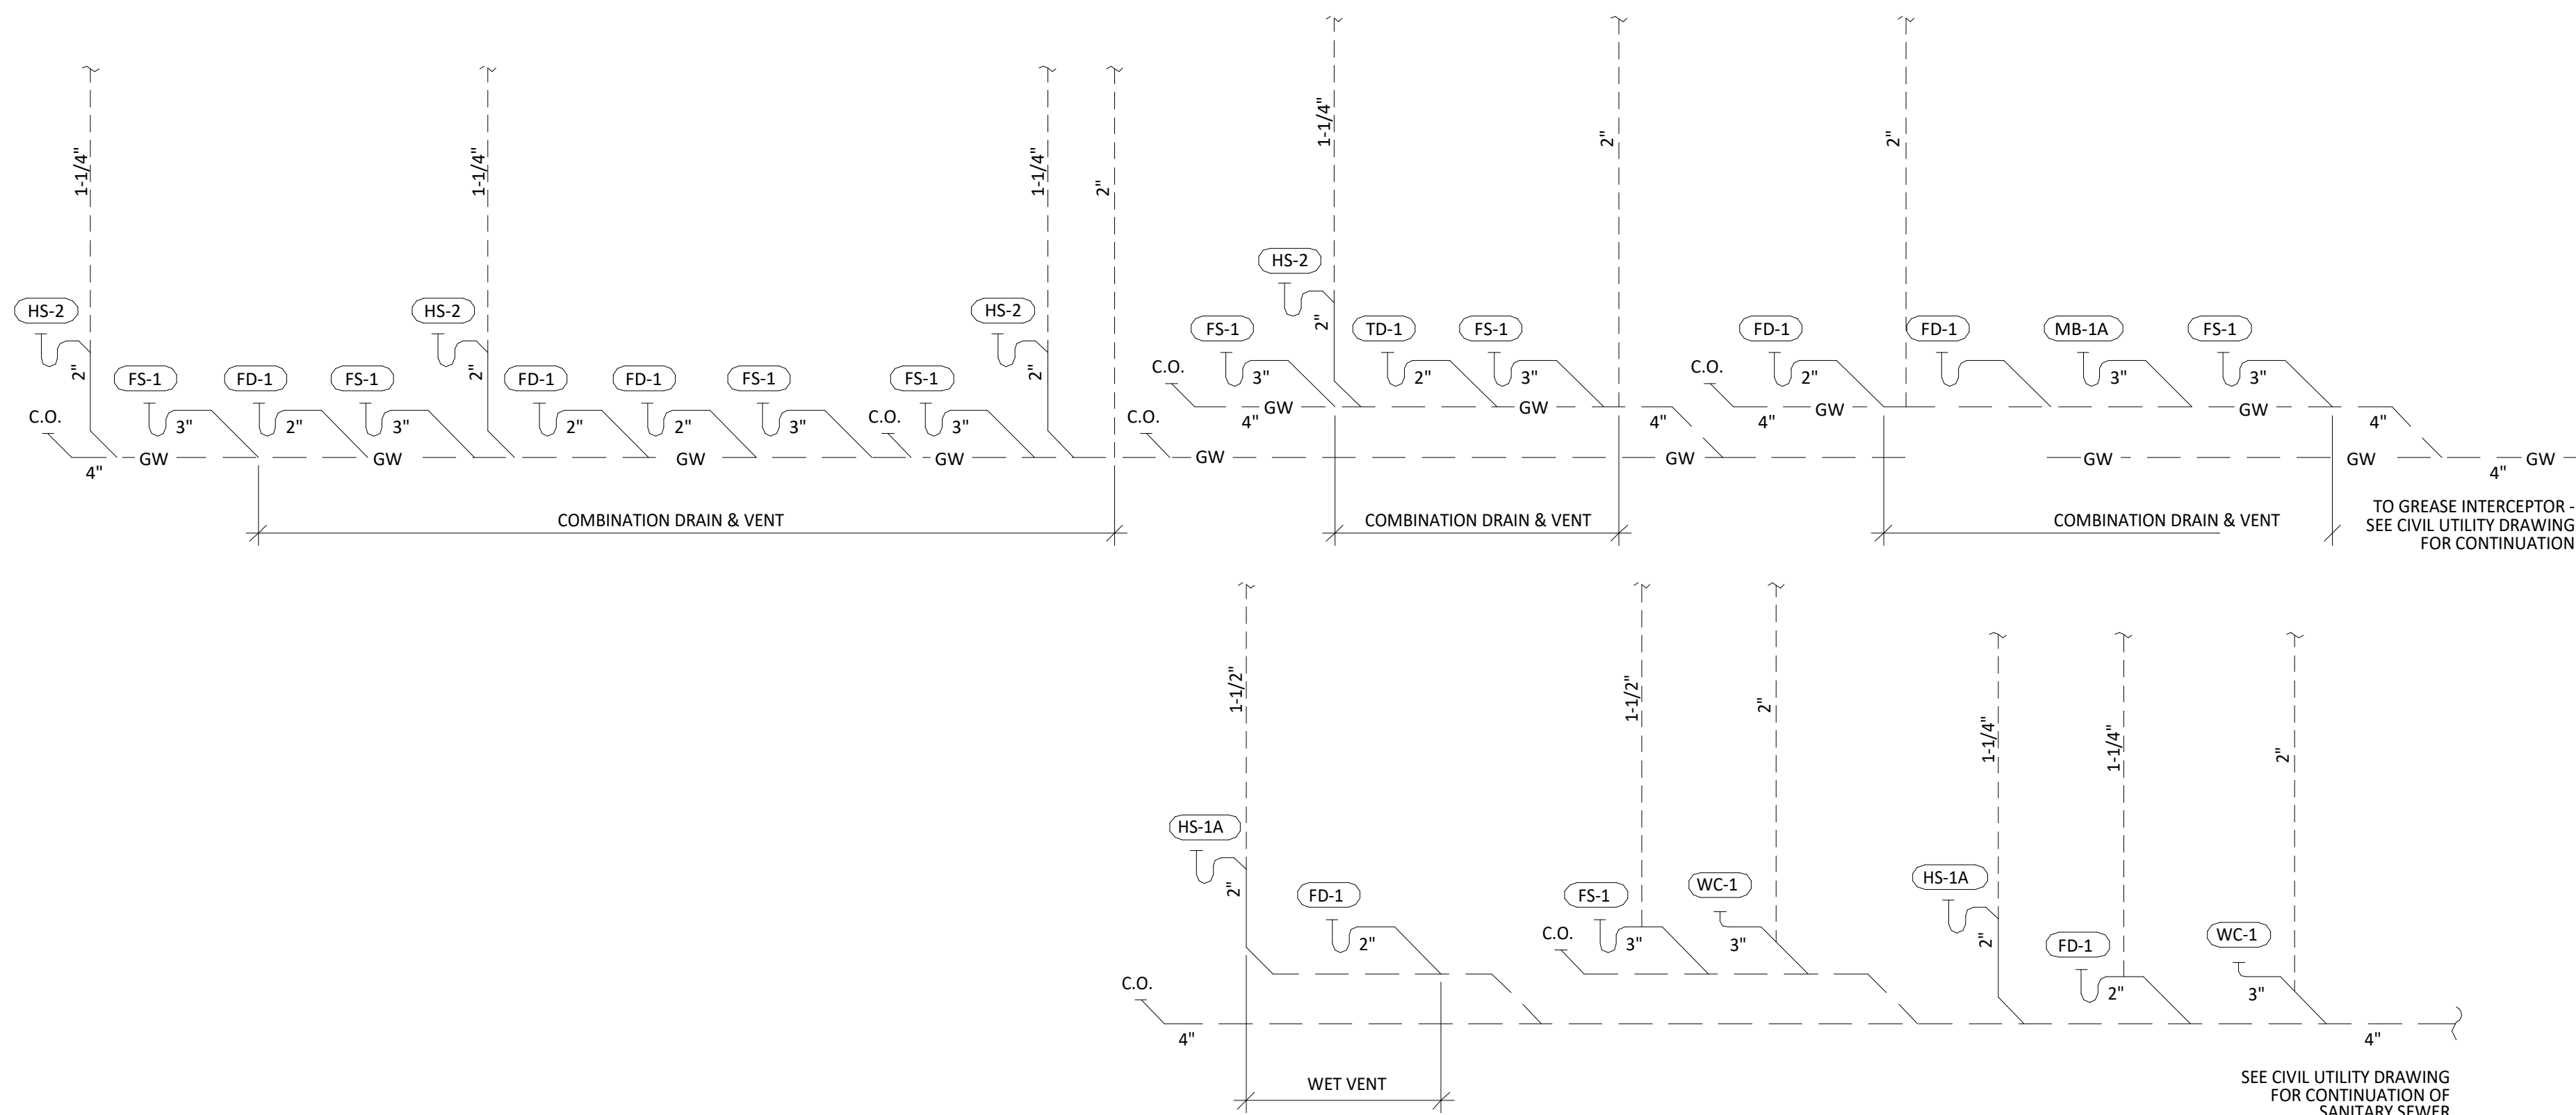 1-1/4"
1-1/4"
1-1/4"
2"
1-1/4"
2"
2"
HS-2
HS-2
HS-2
HS-2
2"
2"
2"
2"
FS-1
FD-1
FS-1
FD-1
FD-1
FS-1
FS-1
FS-1
TD-1
FS-1
FD-1
FD-1
MB-1A
FS-1
C.O.
C.O.
C.O.
C.O.
C.O.
3"
2"
3"
2"
2"
3"
3"
3"
2"
3"
2"
3"
3"
4"
GW
GW
4"
4"
GW
GW
4"
4"
GW
GW
GW
GW
GW
GW
GW
GW
GW
4"
GW
COMBINATION DRAIN & VENT
COMBINATION DRAIN & VENT
COMBINATION DRAIN & VENT
TO GREASE INTERCEPTOR -
SEE CIVIL UTILITY DRAWING
FOR CONTINUATION
1-1/2"
1-1/2"
2"
1-1/4"
1-1/4"
2"
HS-1A
2"
FD-1
2"
FS-1
3"
WC-1
3"
HS-1A
2"
FD-1
2"
WC-1
3"
C.O.
C.O.
4"
4"
WET VENT
SEE CIVIL UTILITY DRAWING
FOR CONTINUATION OF
SANITARY SEWER